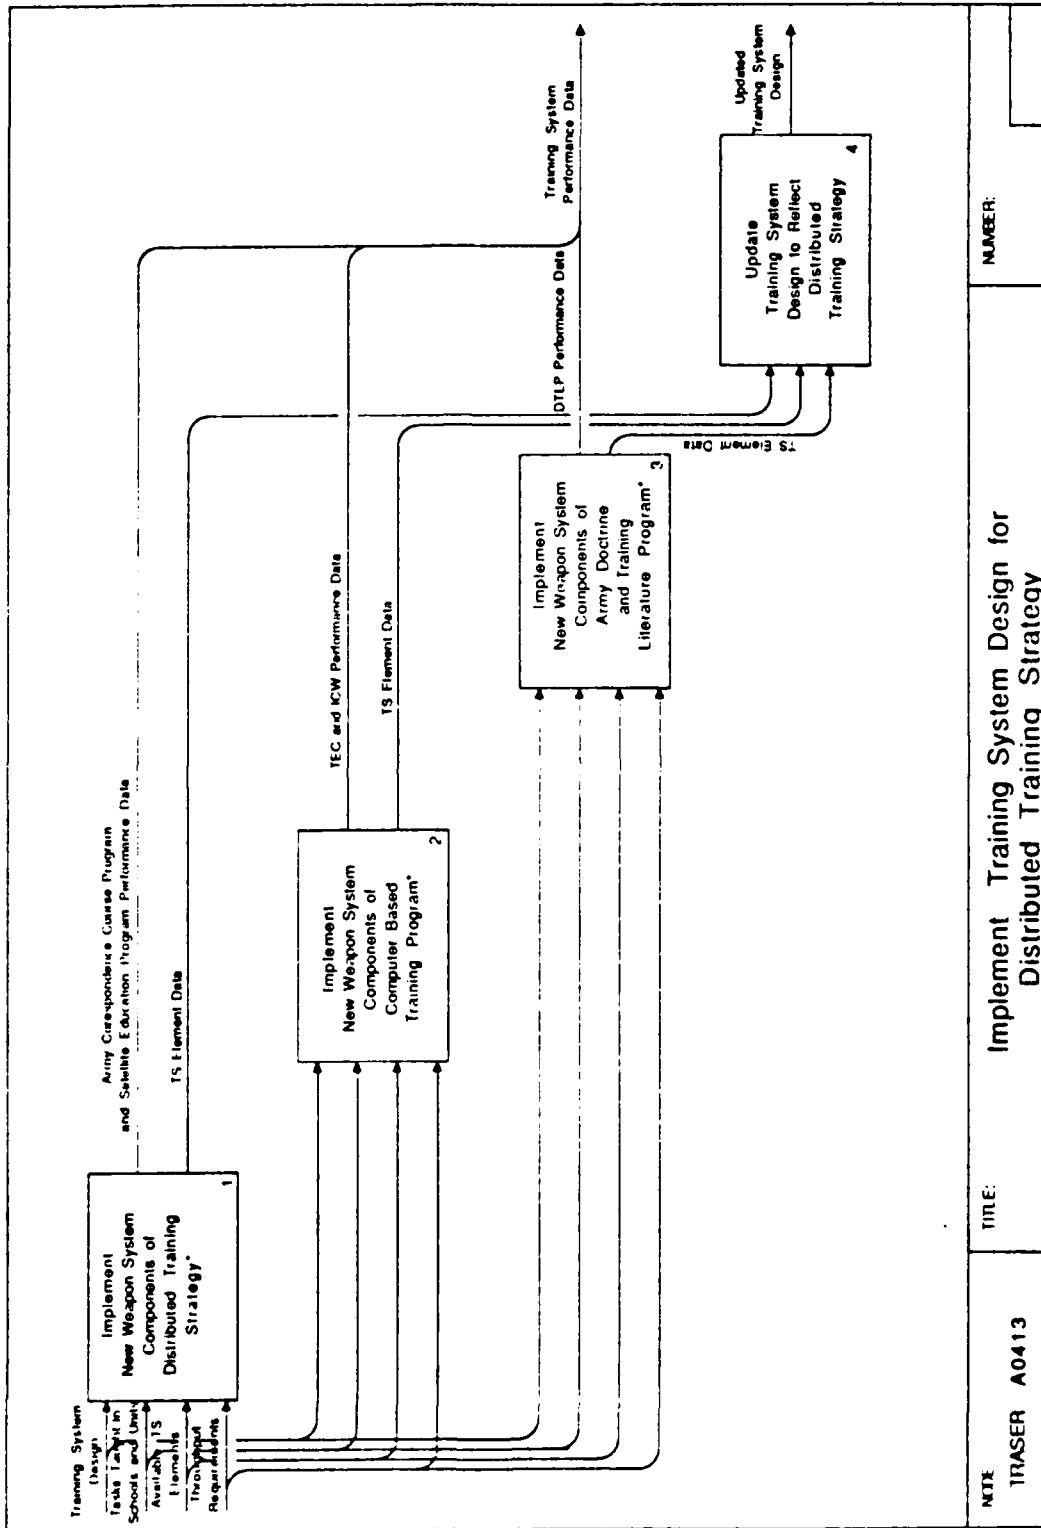 Training System
Design
Tasks Taught in
Schools and Units
Available TS
Elements
Throughput
Requirements
Implement
New Weapon System
Components of
Distributed Training
Strategy*
1
Army Correspondence Course Program
and Satellite Education Program Performance Data
TS Element Data
Implement
New Weapon System
Components of
Computer Based
Training Program*
2
TEC and ICW Performance Data
TS Element Data
Implement
New Weapon System
Components of
Army Doctrine
and Training
Literature Program*
3
DTLP Performance Data
TS Element Data
Training System
Performance Data
Update
Training System
Design to Reflect
Distributed
Training Strategy
4
Updated
Training System
Design
NODE
TRASER A0413
TITLE:
Implement Training System Design for
Distributed Training Strategy
NUMBER: